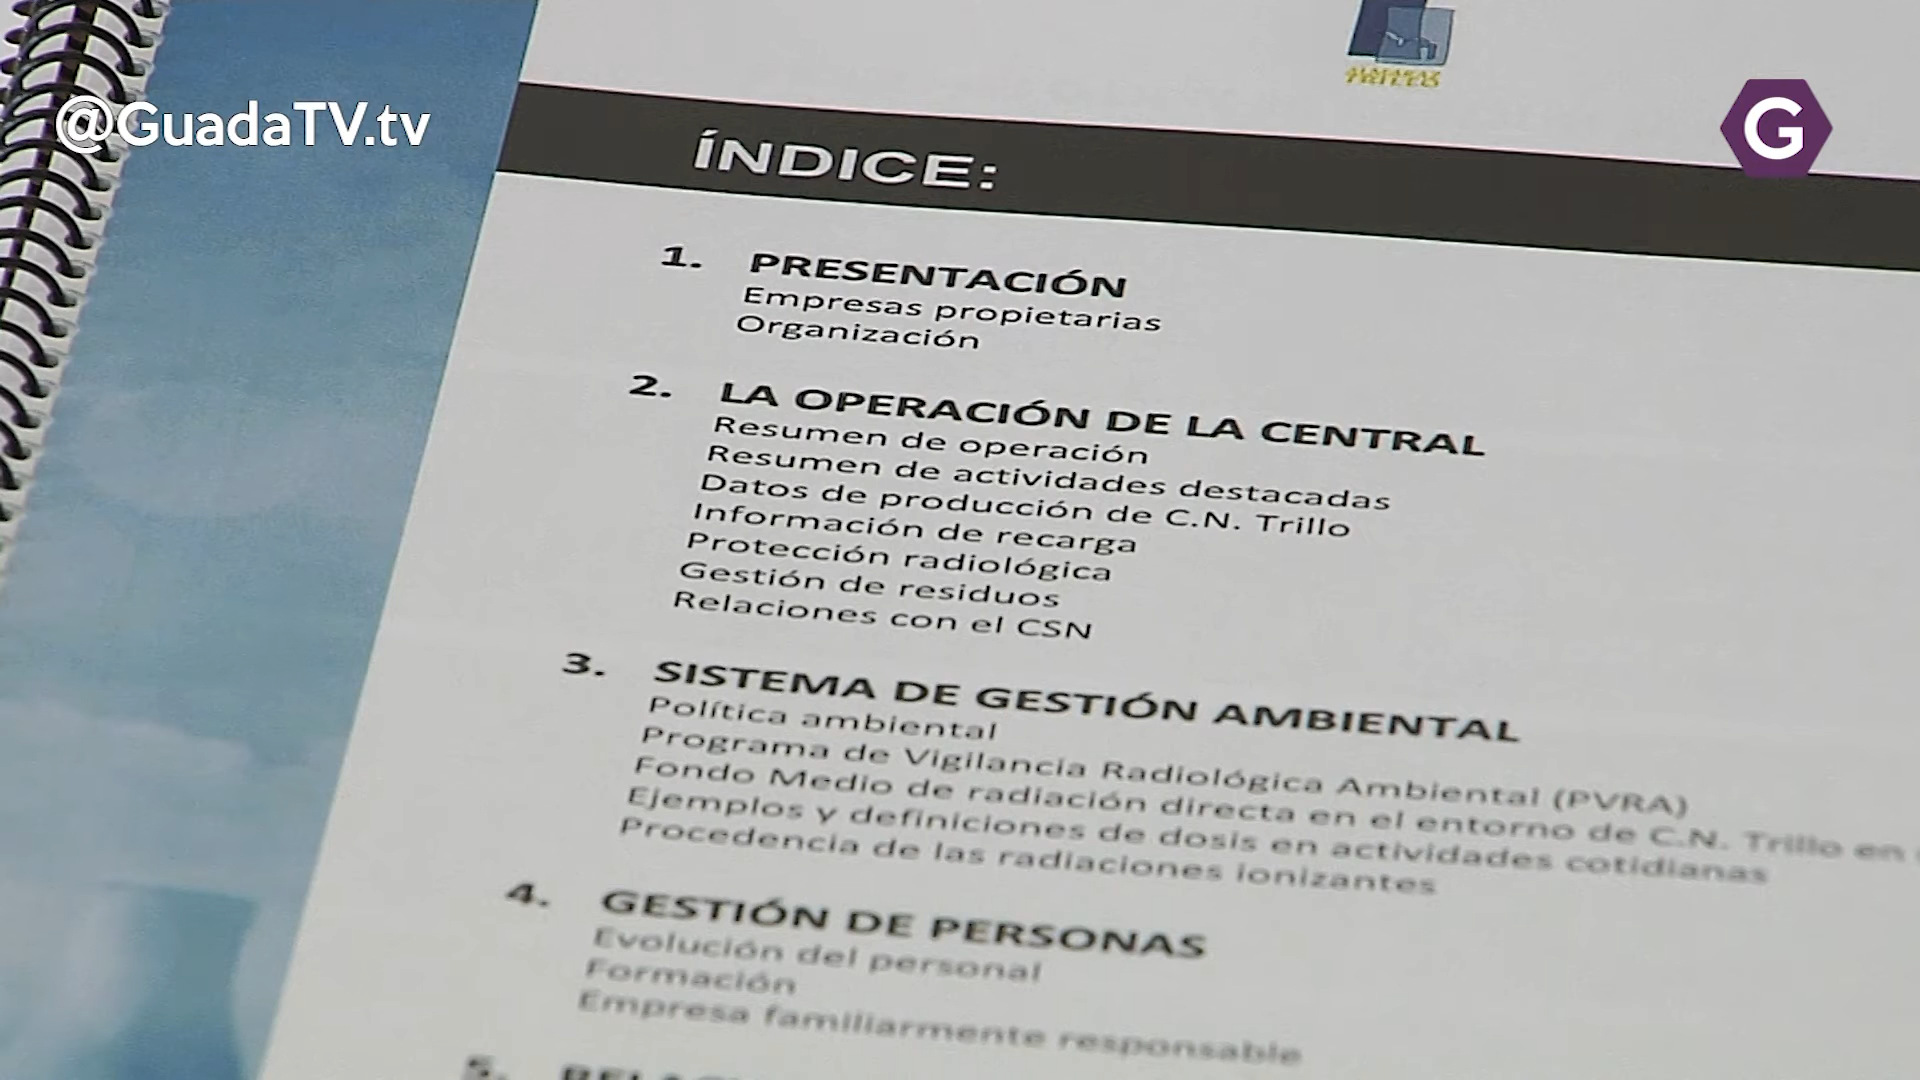 @GuadaTV.tv
G
TRILLO
ÍNDICE:
1. PRESENTACIÓN
Empresas propietarias
Organización
2. LA OPERACIÓN DE LA CENTRAL
Resumen de operación
Resumen de actividades destacadas
Datos de producción de C.N. Trillo
Información de recarga
Protección radiológica
Gestión de residuos
Relaciones con el CSN
3. SISTEMA DE GESTIÓN AMBIENTAL
Política ambiental
Programa de Vigilancia Radiológica Ambiental (PVRA)
Fondo Medio de radiación directa en el entorno de C.N. Trillo en
Ejemplos y definiciones de dosis en actividades cotidianas
Procedencia de las radiaciones ionizantes
4. GESTIÓN DE PERSONAS
Evolución del personal
Formación
Empresa familiarmente responsable
5.